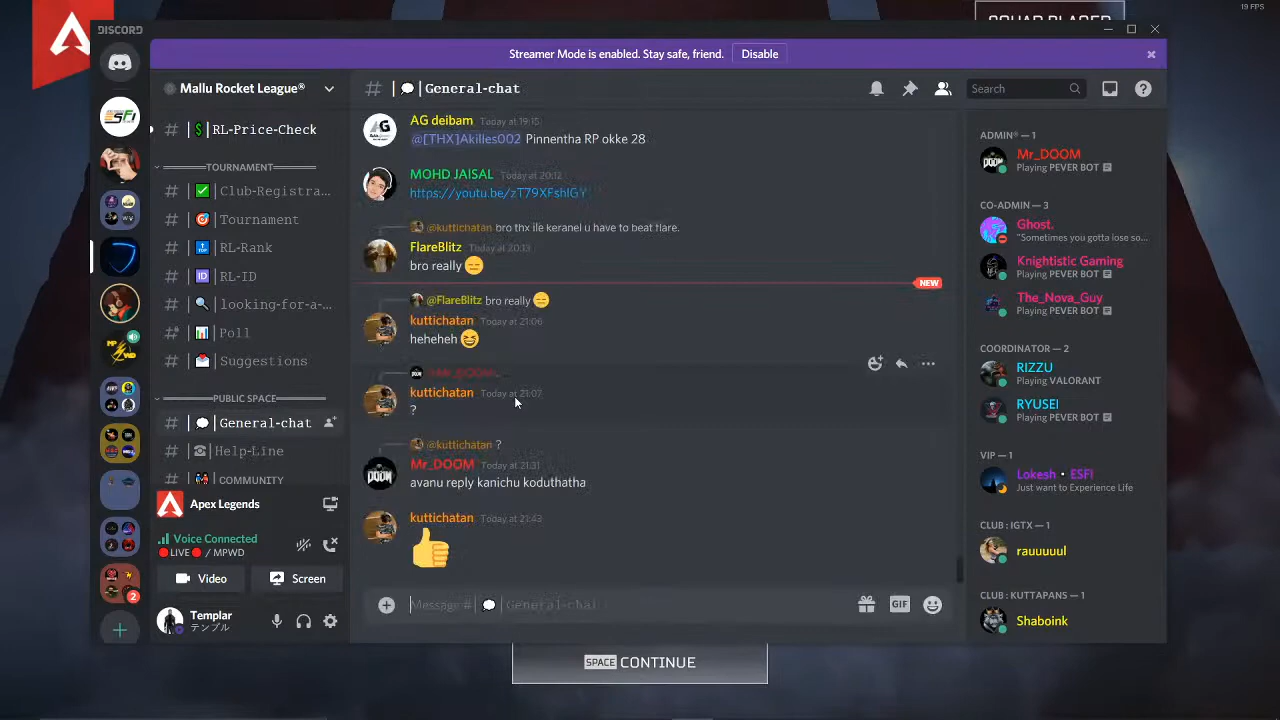 19 FPS
DISCORD
Streamer Mode is enabled. Stay safe, friend.
Disable
Mallu Rocket League®
General-chat
Search
RL-Price-Check
TOURNAMENT
Club-Registra...
Tournament
RL-Rank
RL-ID
looking-for-a-...
Poll
Suggestions
PUBLIC SPACE
General-chat
Help-Line
COMMUNITY
Apex Legends
Voice Connected
🔴LIVE🔴 / MPWD
Video
Screen
Templar
テンプル
2
AG deibam Today at 19:15
@[THX]Akilles002 Pinnentha RP okke 28
MOHD JAISAL Today at 20:12
https://youtu.be/zT79XFshIGY
@kuttichatan bro thx ile keranel u have to beat flare.
FlareBlitz Today at 20:13
bro really 😑
NEW
@FlareBlitz bro really 😑
kuttichatan Today at 21:06
heheheh 😆
kuttichatan Today at 21:07
?
@kuttichatan ?
Mr_DOOM Today at 21:31
avanu reply kanichu koduthatha
kuttichatan Today at 21:43
👍
Message # 💬 General-chat
GIF
ADMIN® — 1
Mr_DOOM
Playing PEVER BOT
CO-ADMIN — 3
Ghost.
"Sometimes you gotta lose so...
Knightistic Gaming
Playing PEVER BOT
The_Nova_Guy
Playing PEVER BOT
COORDINATOR — 2
RIZZU
Playing VALORANT
RYUSEI
Playing PEVER BOT
VIP — 1
Lokesh • ESFI
Just want to Experience Life
CLUB : IGTX — 1
rauuuuul
CLUB : KUTTAPANS — 1
Shaboink
SPACE CONTINUE